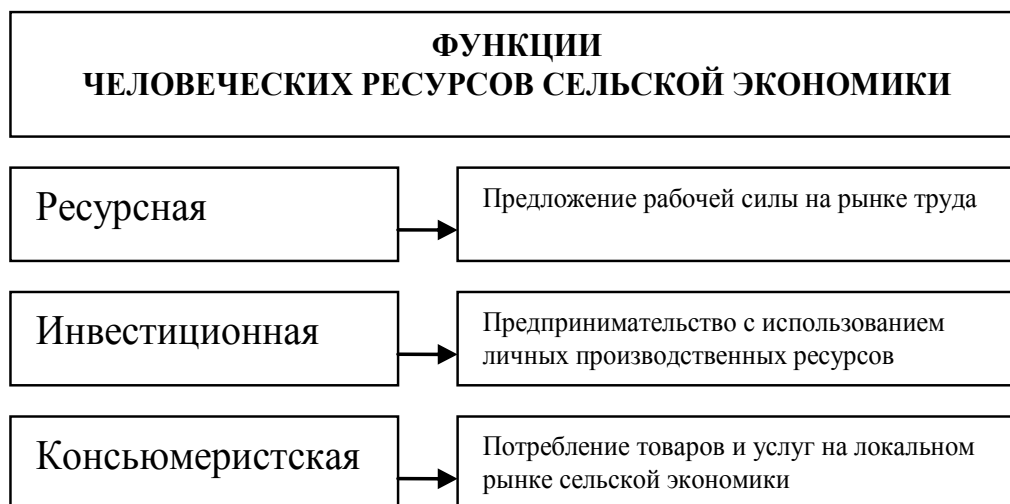 ФУНКЦИИ
ЧЕЛОВЕЧЕСКИХ РЕСУРСОВ СЕЛЬСКОЙ ЭКОНОМИКИ
Ресурсная
Предложение рабочей силы на рынке труда
Инвестиционная
Предпринимательство с использованием
личных производственных ресурсов
Консьюмеристская
Потребление товаров и услуг на локальном
рынке сельской экономики